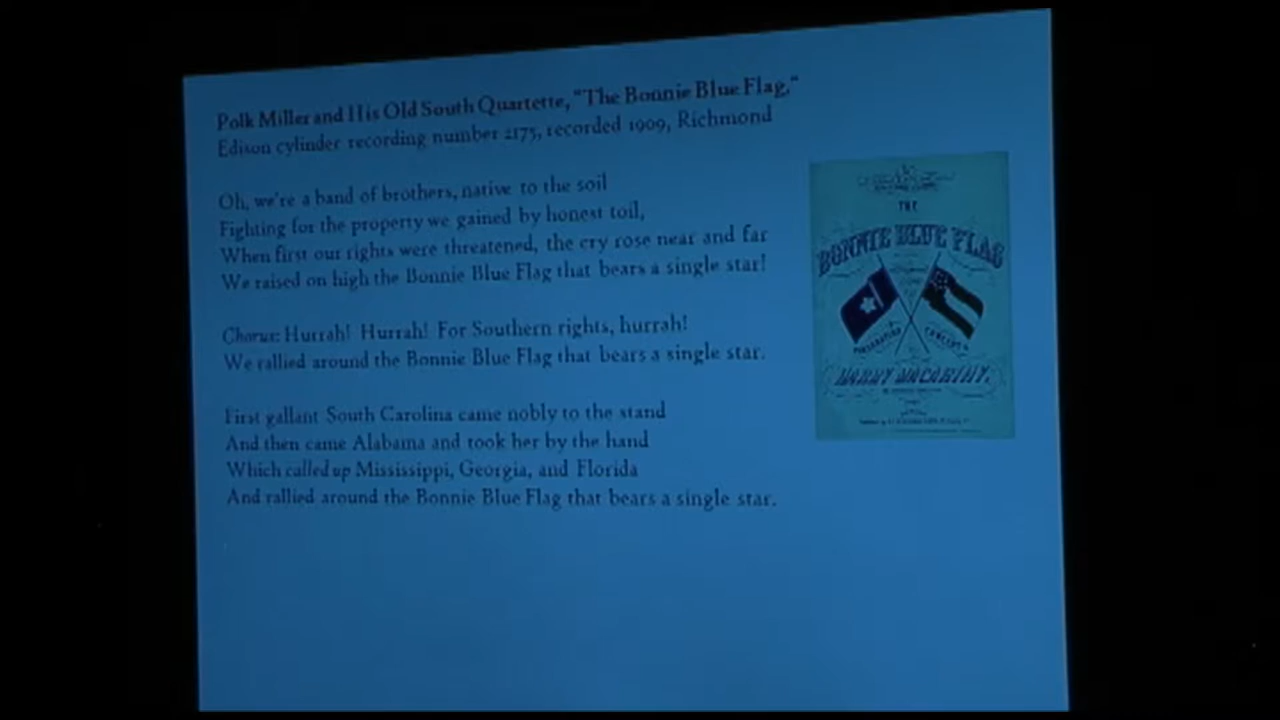 Polk Miller and His Old South Quartette, "The Bonnie Blue Flag,"
Edison cylinder recording number 2175, recorded 1909, Richmond
Oh, we're a band of brothers, native to the soil
Fighting for the property we gained by honest toil,
When first our rights were threatened, the cry rose near and far
We raised on high the Bonnie Blue Flag that bears a single star!
Chorus: Hurrah! Hurrah! For Southern rights, hurrah!
We rallied around the Bonnie Blue Flag that bears a single star.
First gallant South Carolina came nobly to the stand
And then came Alabama and took her by the hand
Which called up Mississippi, Georgia, and Florida
And rallied around the Bonnie Blue Flag that bears a single star.
THE
BONNIE BLUE FLAG
HARRY MACARTHY.